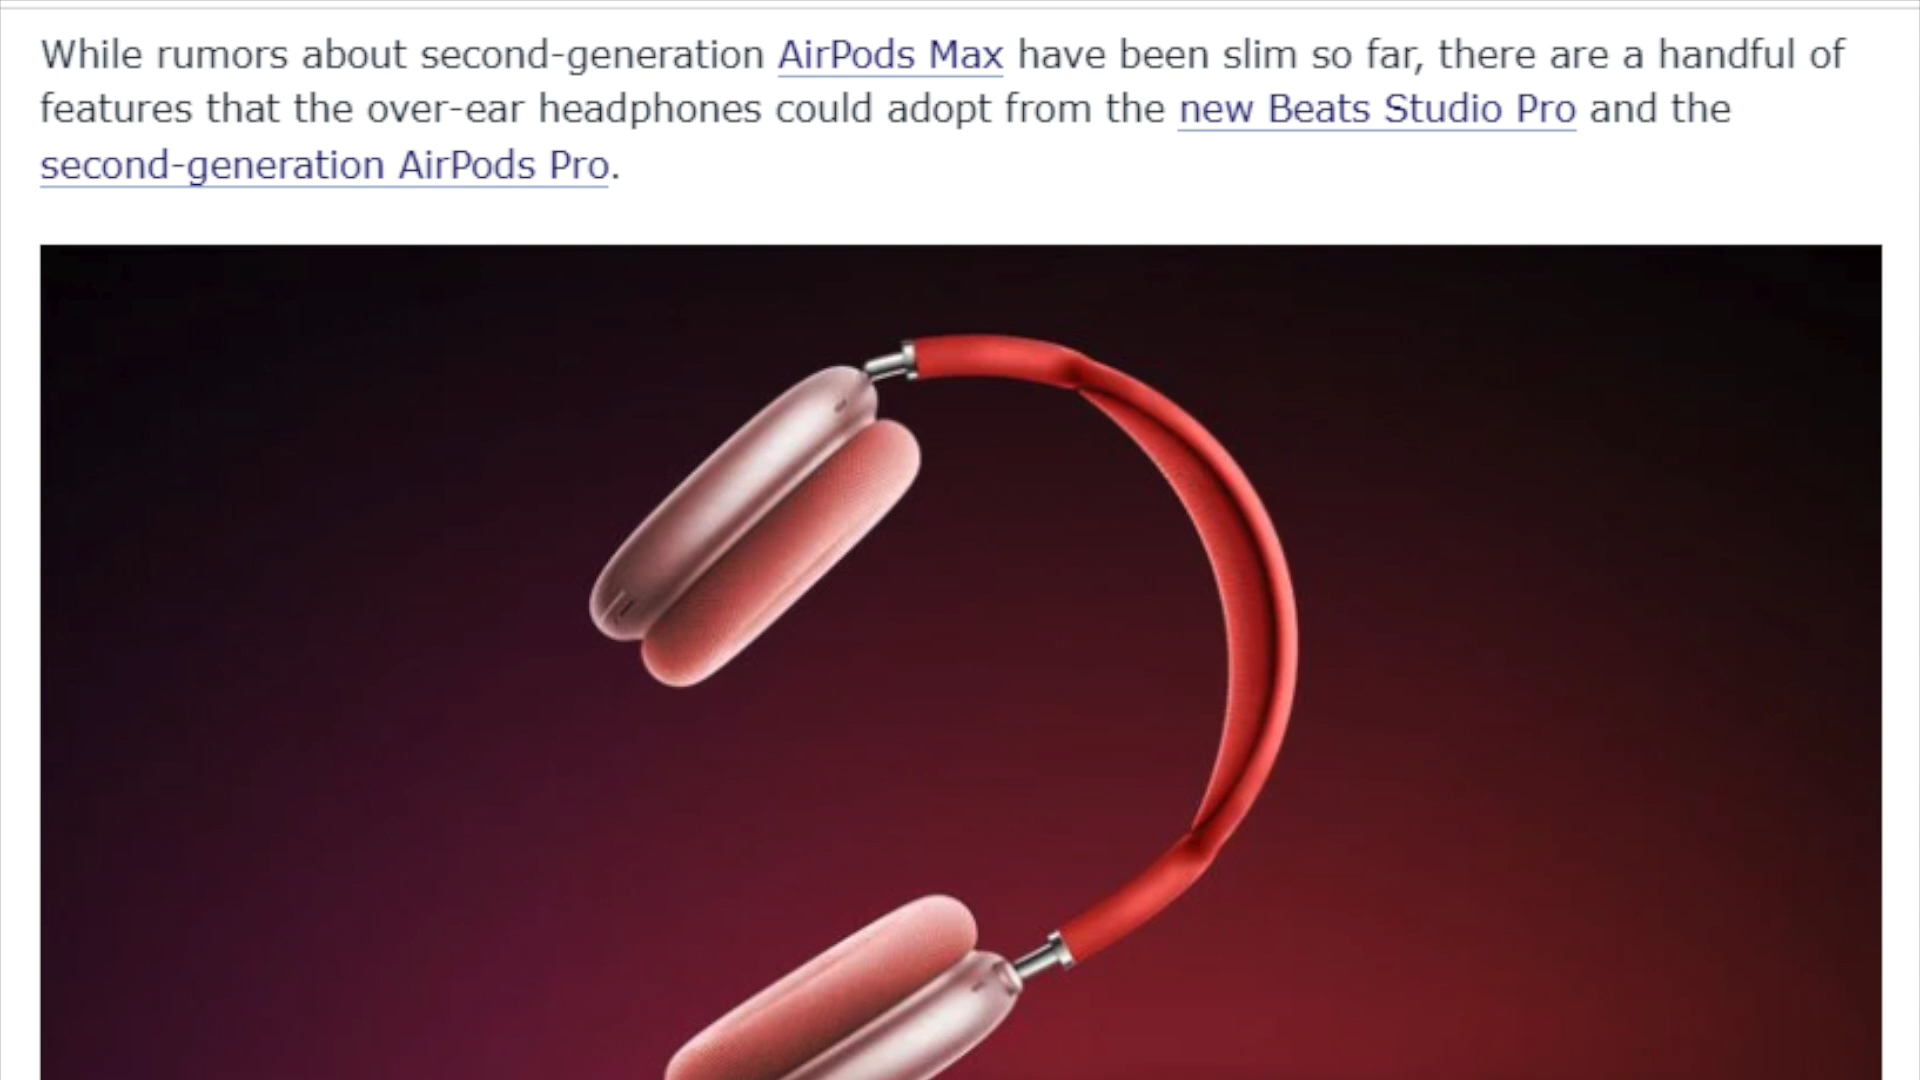 While rumors about second-generation AirPods Max have been slim so far, there are a handful of
features that the over-ear headphones could adopt from the new Beats Studio Pro and the
second-generation AirPods Pro.